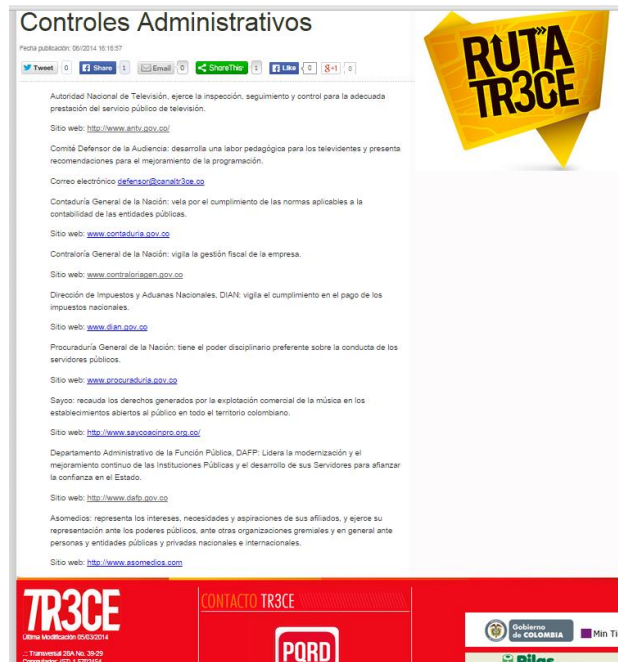 Controles Administrativos
Fecha publicación: 06//2014 16:16:57
Tweet 0 Share 1 Email 0 ShareThis 1 Like 0 g+1 0
RUTA
TR3CE
Autoridad Nacional de Televisión, ejerce la inspección, seguimiento y control para la adecuada
prestación del servicio público de televisión.
Sitio web: http://www.antv.gov.co/
Comité Defensor de la Audiencia: desarrolla una labor pedagógica para los televidentes y presenta
recomendaciones para el mejoramiento de la programación.
Correo electrónico defensor@canaltr3ce.co
Contaduría General de la Nación: vela por el cumplimiento de las normas aplicables a la
contabilidad de las entidades públicas.
Sitio web: www.contaduria.gov.co
Contraloría General de la Nación: vigila la gestión fiscal de la empresa.
Sitio web: www.contraloriagen.gov.co
Dirección de Impuestos y Aduanas Nacionales, DIAN: vigila el cumplimiento en el pago de los
impuestos nacionales.
Sitio web: www.dian.gov.co
Procuraduría General de la Nación: tiene el poder disciplinario preferente sobre la conducta de los
servidores públicos.
Sitio web: www.procuraduria.gov.co
Sayco: recauda los derechos generados por la explotación comercial de la música en los
establecimientos abiertos al público en todo el territorio colombiano.
Sitio web: http://www.saycoacinpro.org.co/
Departamento Administrativo de la Función Pública, DAFP: Lidera la modernización y el
mejoramiento continuo de las Instituciones Públicas y el desarrollo de sus Servidores para afianzar
la confianza en el Estado.
Sitio web: http://www.dafp.gov.co
Asomedios: representa los intereses, necesidades y aspiraciones de sus afiliados, y ejerce su
representación ante los poderes públicos, ante otras organizaciones gremiales y en general ante
personas y entidades públicas y privadas nacionales e internacionales.
Sitio web: http://www.asomedios.com
TR3CE
Última Modificación 05/03/2014
.: Transversal 28A No. 39-29
CONTACTO TR3CE
PQRD
Gobierno
de COLOMBIA
Min
Pilas